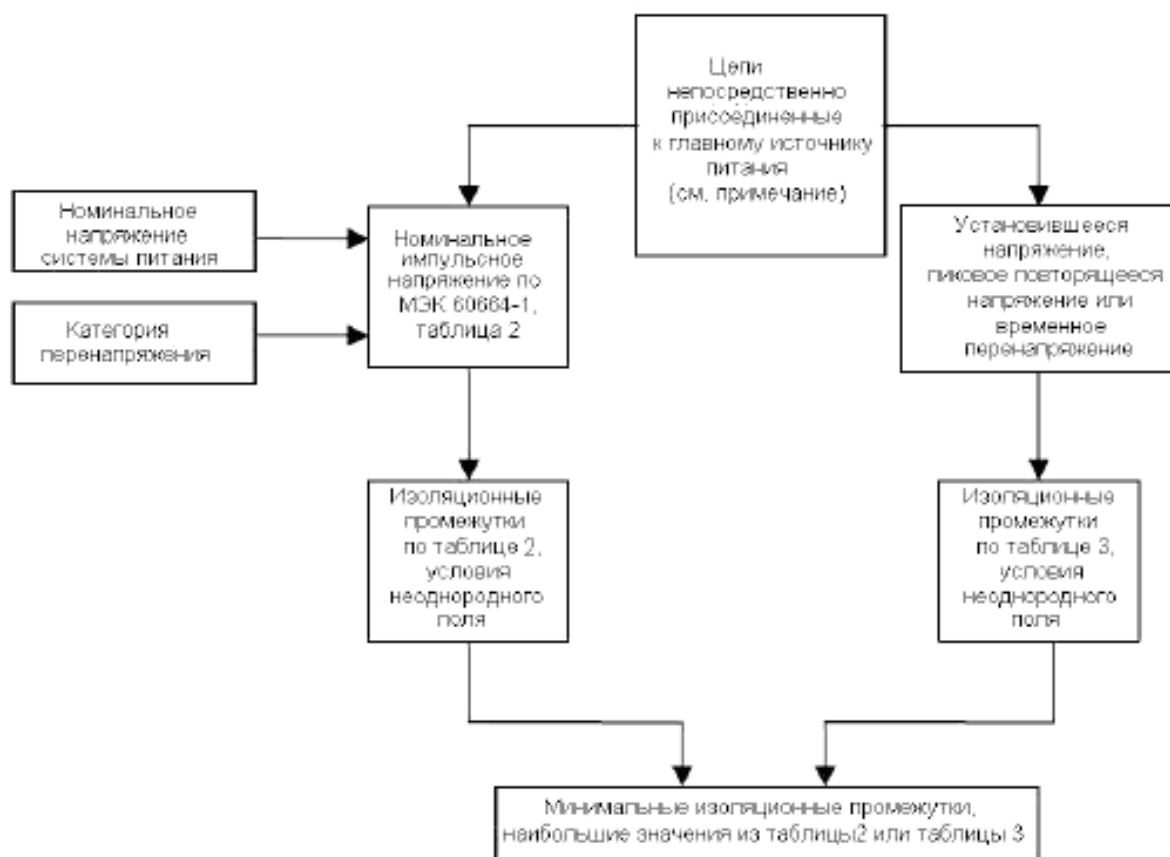 Цепи
непосредственно
присоединенные
к главному источнику
питания
(см. примечание)
Номинальное
напряжение
системы питания
Категория
перенапряжения
Номинальное
импульсное
напряжение по
МЭК 60664-1,
таблица 2
Установившееся
напряжение,
пиковое повторящееся
напряжение или
временное
перенапряжение
Изоляционные
промежутки
по таблице 2,
условия
неоднородного
поля
Изоляционные
промежутки
по таблице 3,
условия
неоднородного
поля
Минимальные изоляционные промежутки,
наибольшие значения из таблицы2 или таблицы 3